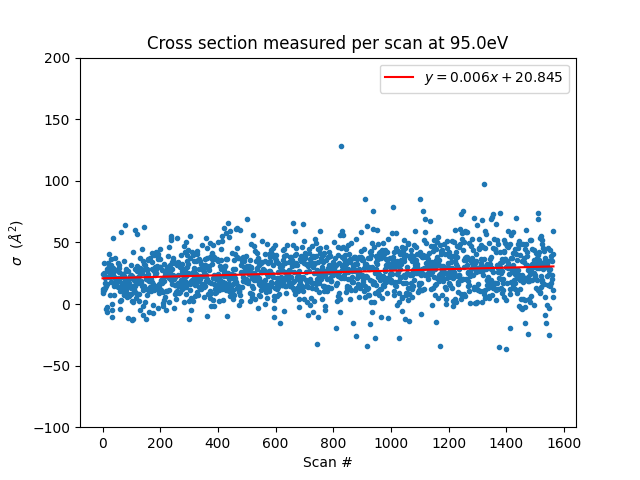 Cross section measured per scan at 95.0eV
y = 0.006x + 20.845
200
150
100
50
0
−50
−100
σ (Å²)
0 200 400 600 800 1000 1200 1400 1600
Scan #